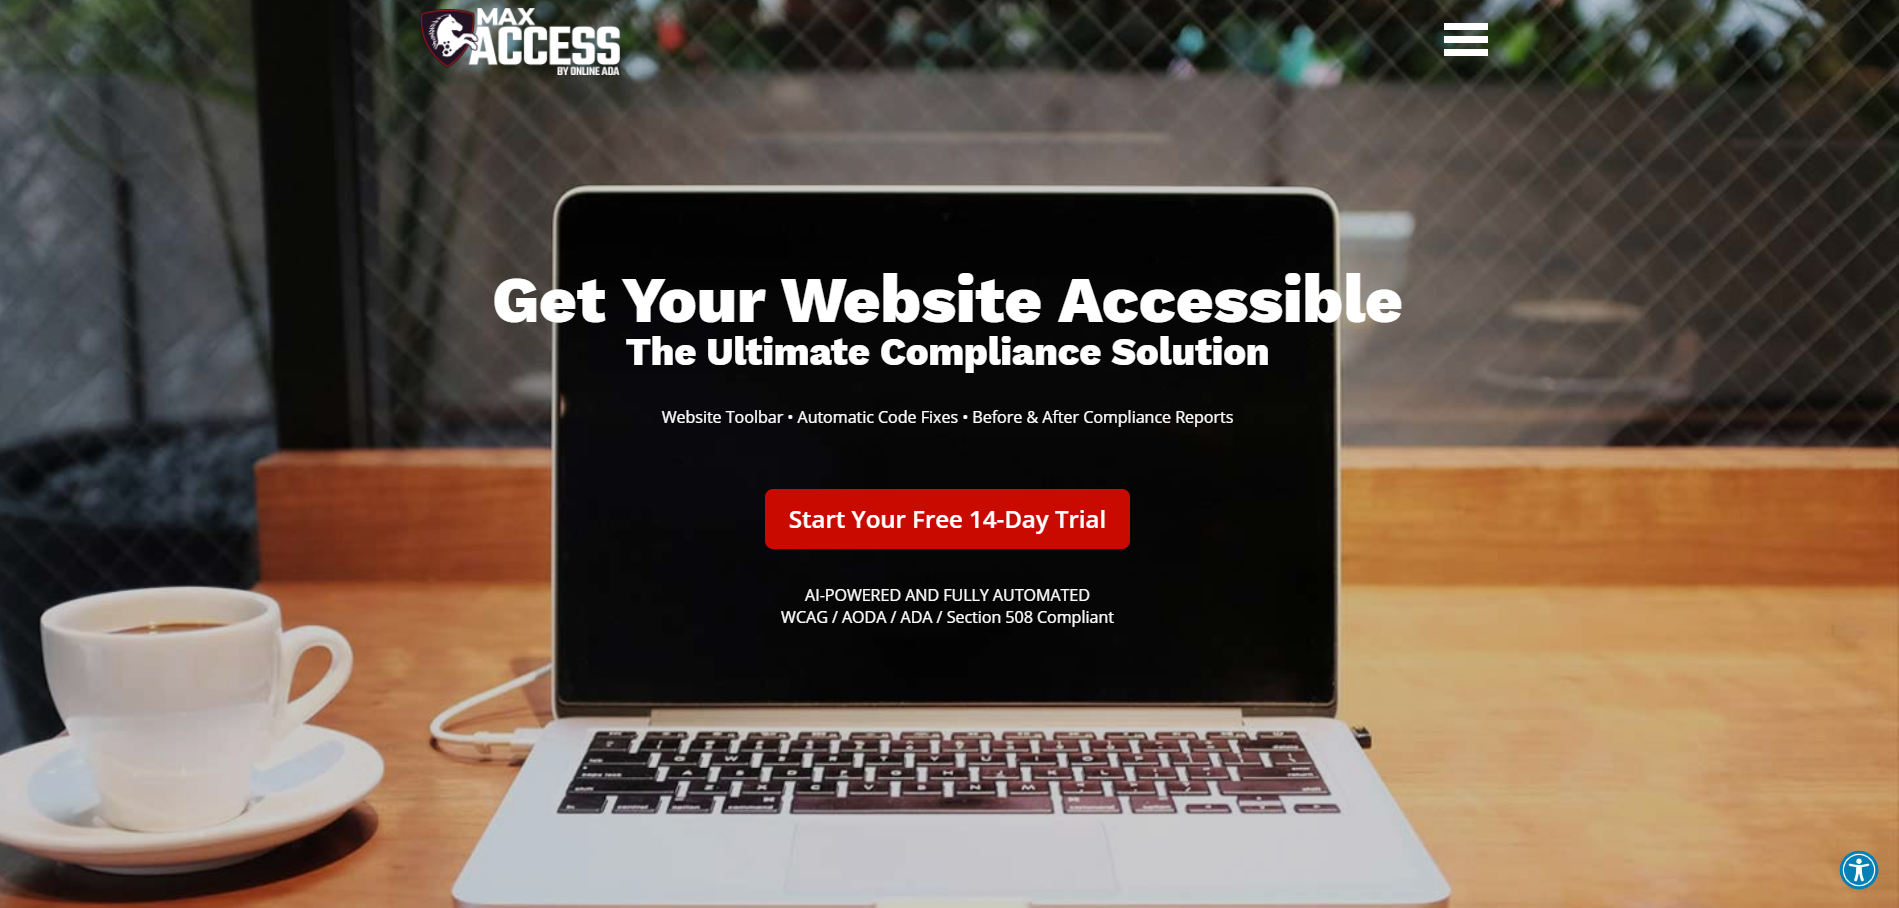 MAX
ACCESS
BY ONLINE ADA
Get Your Website Accessible
The Ultimate Compliance Solution
Website Toolbar • Automatic Code Fixes • Before & After Compliance Reports
Start Your Free 14-Day Trial
AI-POWERED AND FULLY AUTOMATED
WCAG / AODA / ADA / Section 508 Compliant